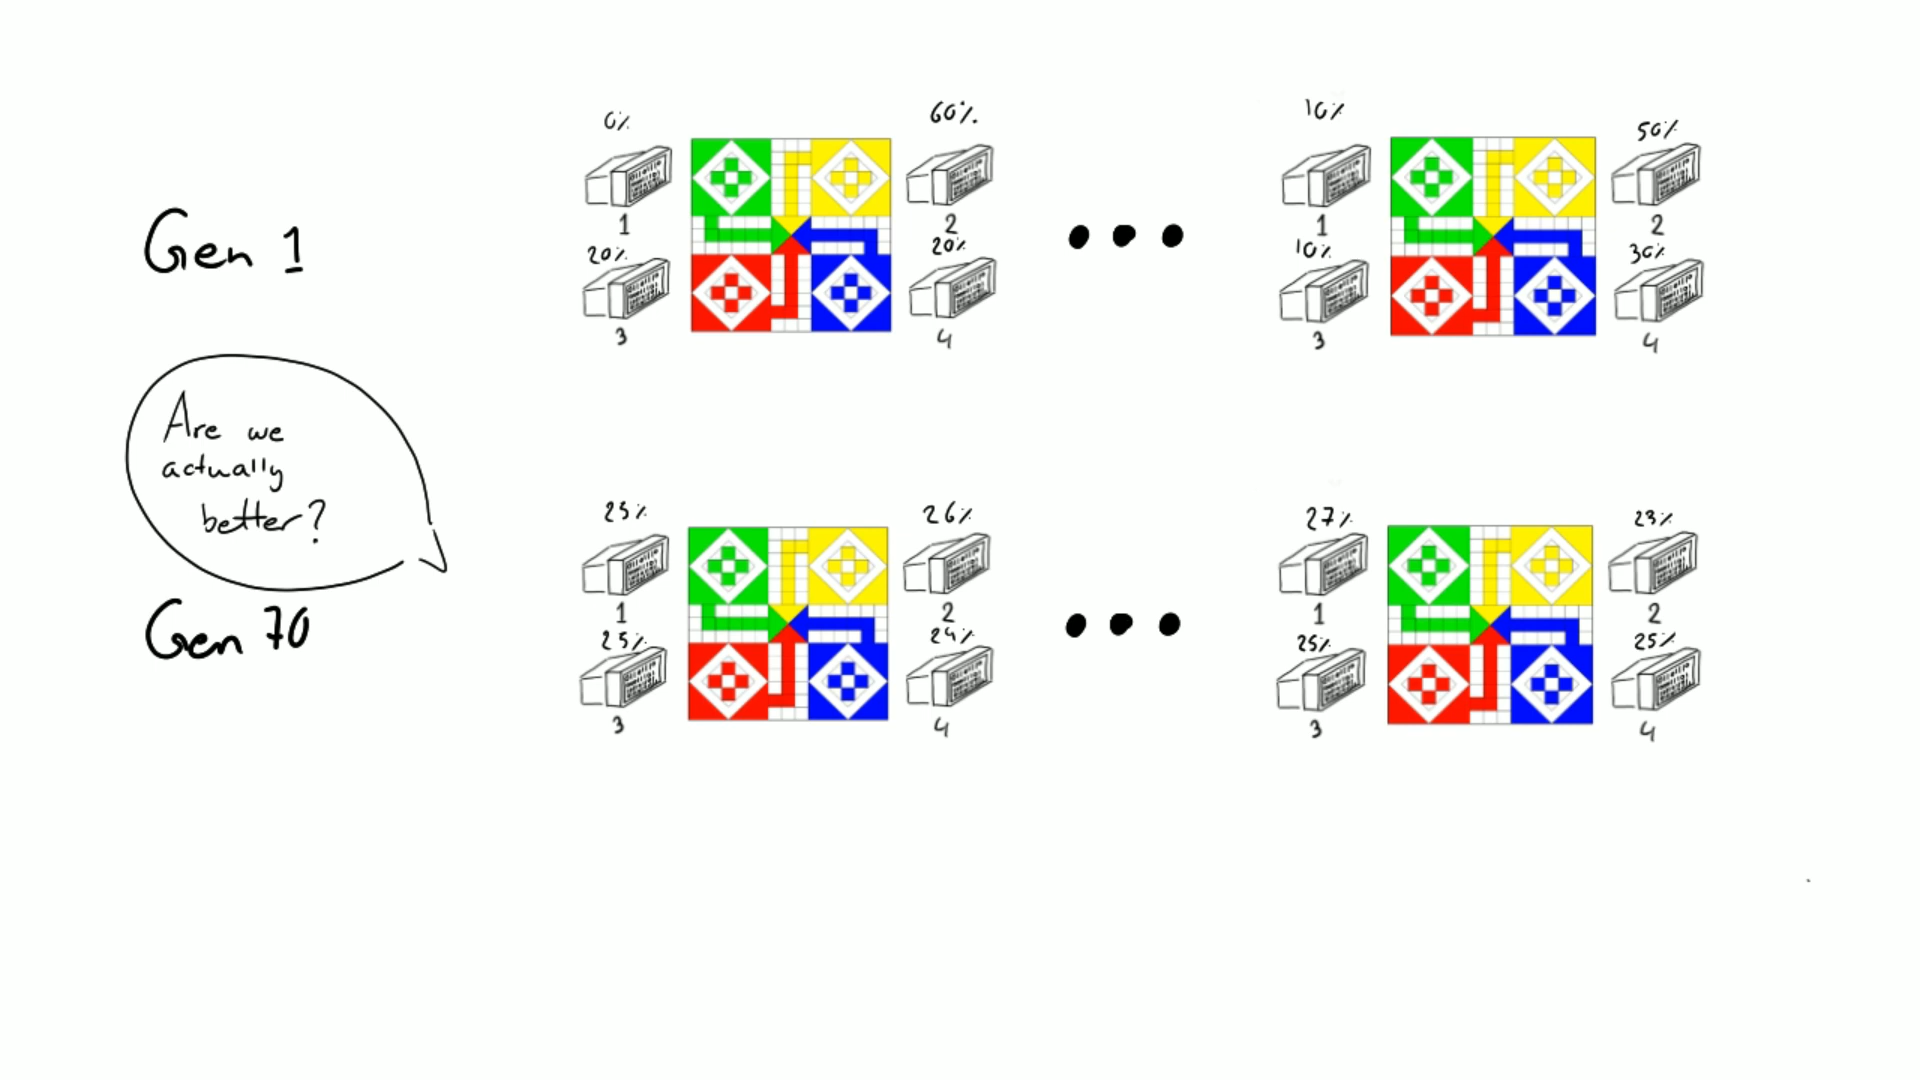 0% 60% 10% 50%
1 2 1 2
Gen 1
20% 20% 10% 30%
3 4 3 4
Are we
actually
better?
25% 26% 27% 23%
1 2 1 2
Gen 70
25% 24% 25% 25%
3 4 3 4